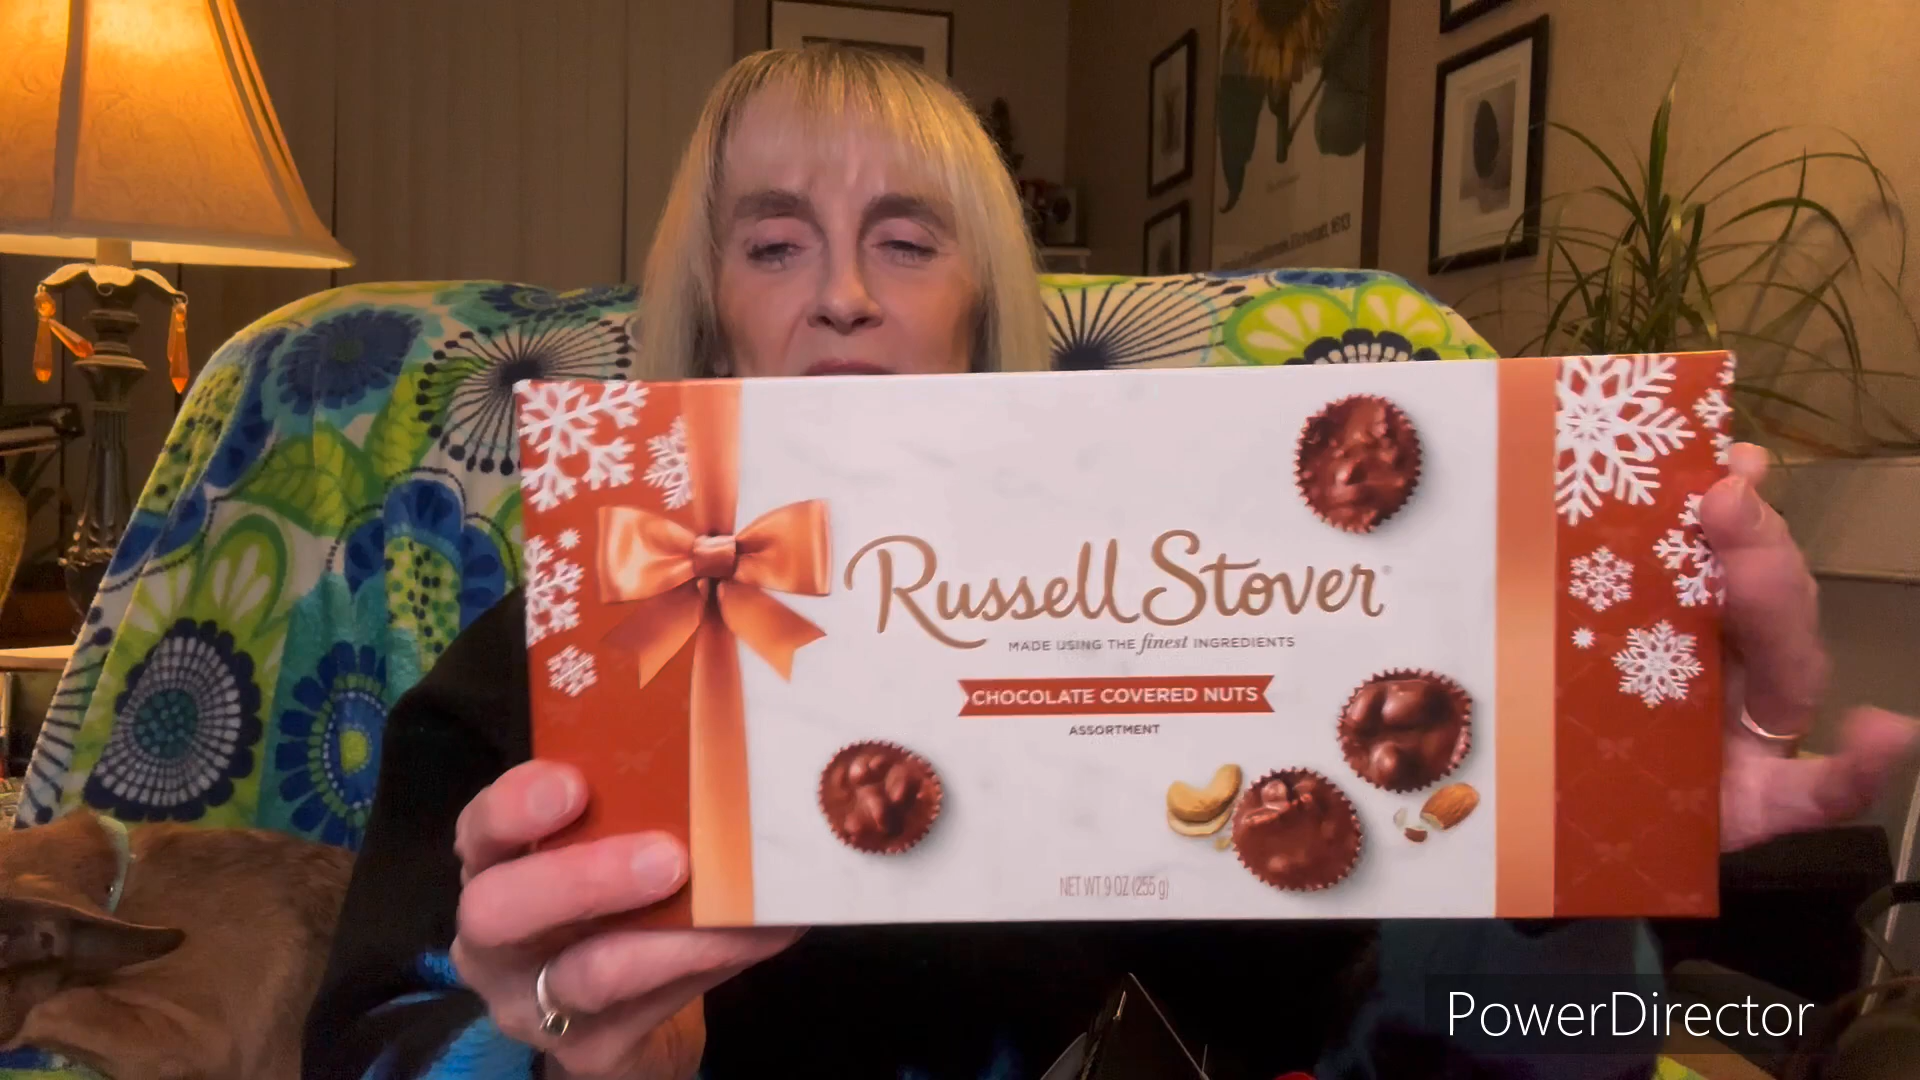 Russell Stover
MADE USING THE finest INGREDIENTS
CHOCOLATE COVERED NUTS
ASSORTMENT
NET WT 9 OZ (255 g)
PowerDirector